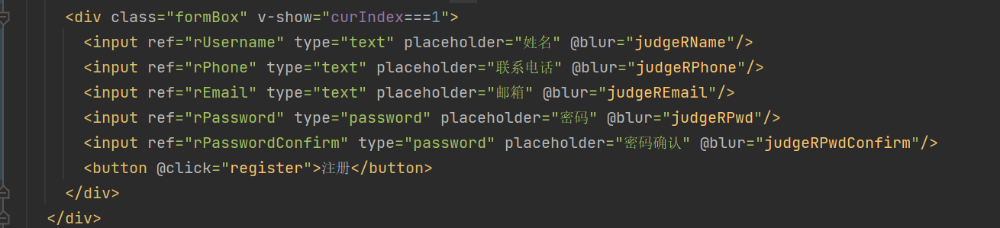 <div class="formBox" v-show="curIndex===1">
<input ref="rUsername" type="text" placeholder="姓名" @blur="judgeRName"/>
<input ref="rPhone" type="text" placeholder="联系电话" @blur="judgeRPhone"/>
<input ref="rEmail" type="text" placeholder="邮箱" @blur="judgeREmail"/>
<input ref="rPassword" type="password" placeholder="密码" @blur="judgeRPwd"/>
<input ref="rPasswordConfirm" type="password" placeholder="密码确认" @blur="judgeRPwdConfirm"/>
<button @click="register">注册</button>
</div>
</div>